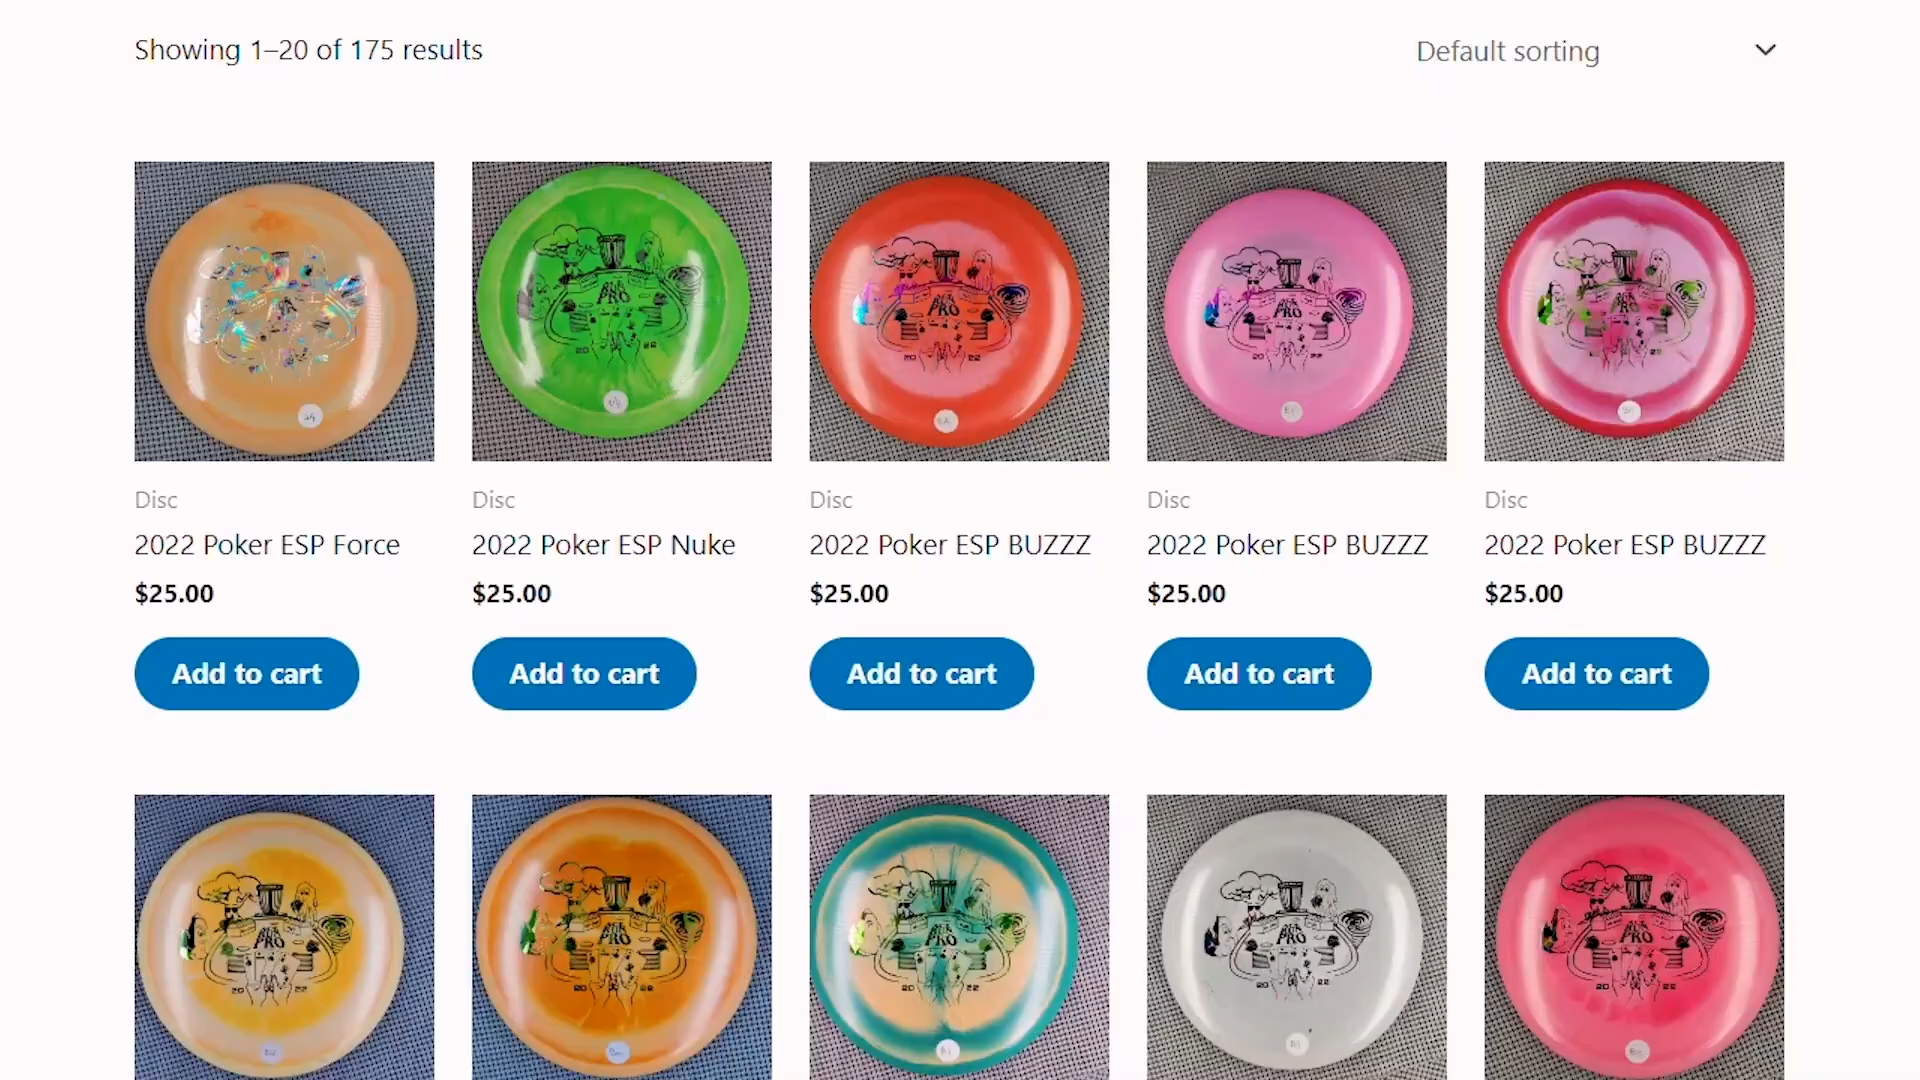 Showing 1–20 of 175 results
Default sorting
Disc
2022 Poker ESP Force
$25.00
Add to cart
Disc
2022 Poker ESP Nuke
$25.00
Add to cart
Disc
2022 Poker ESP BUZZZ
$25.00
Add to cart
Disc
2022 Poker ESP BUZZZ
$25.00
Add to cart
Disc
2022 Poker ESP BUZZZ
$25.00
Add to cart